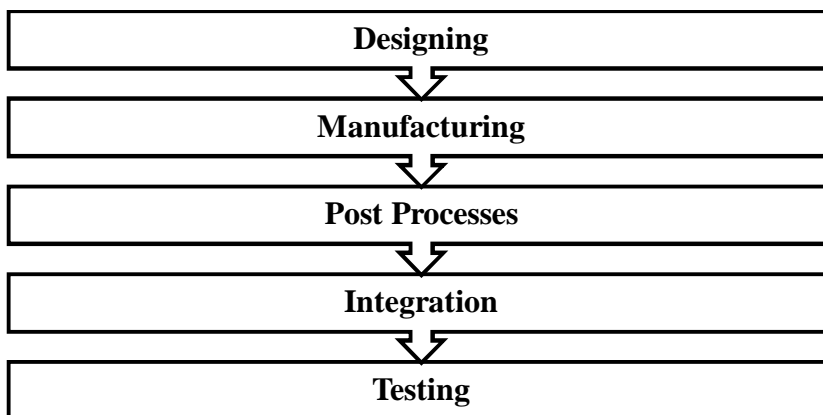 Designing
Manufacturing
Post Processes
Integration
Testing